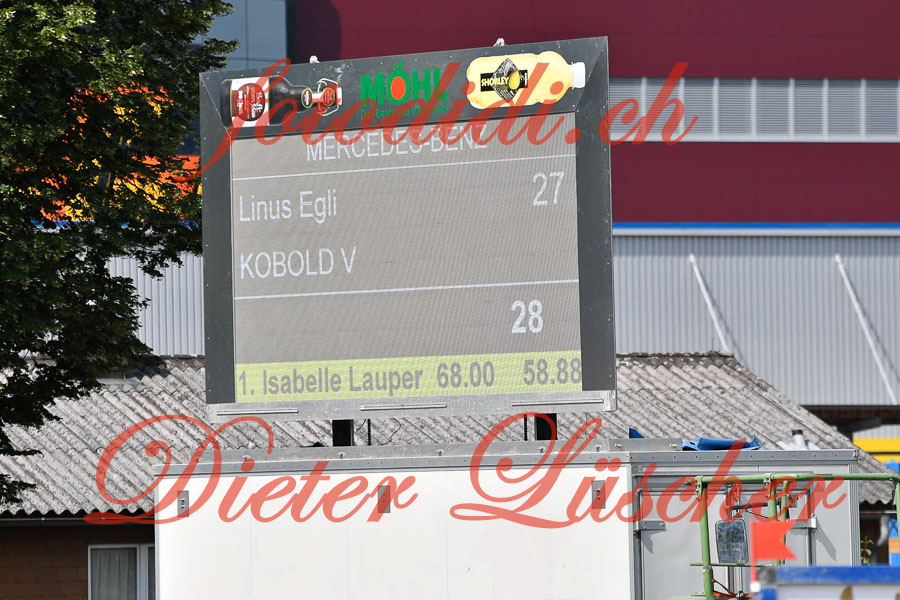 MÖHL SHORLEY
fotodidi.ch
MERCEDES-BENZ
Linus Egli 27
KOBOLD V
28
1. Isabelle Lauper 68.00 58.88
Dieter Lüscher